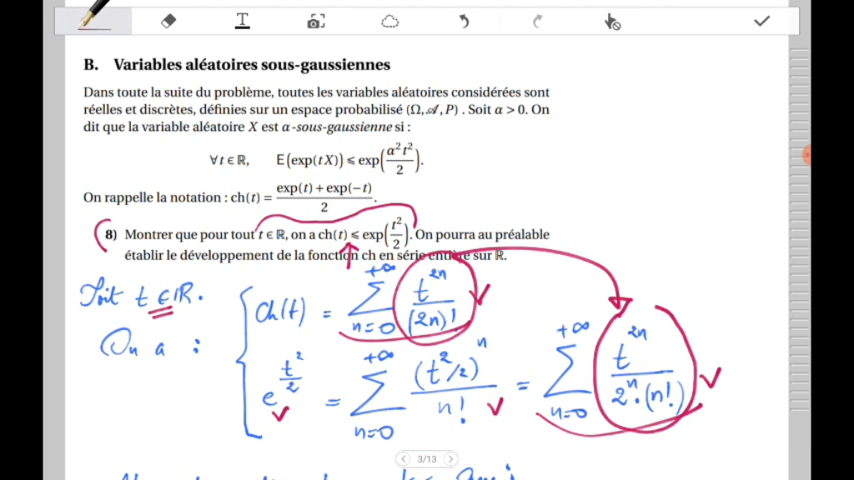 T
B. Variables aléatoires sous-gaussiennes
Dans toute la suite du problème, toutes les variables aléatoires considérées sont
réelles et discrètes, définies sur un espace probabilisé (Ω, 𝒜, P) . Soit α > 0. On
dit que la variable aléatoire X est α-sous-gaussienne si :
∀t ∈ ℝ, E(exp(tX)) ⩽ exp(α²t²/2).
On rappelle la notation : ch(t) = (exp(t)+exp(−t))/2.
8) Montrer que pour tout t ∈ ℝ, on a ch(t) ⩽ exp(t²/2). On pourra au préalable
établir le développement de la fonction ch en série entière sur ℝ.
Soit t ∈ ℝ.
On a : { Ch(t) = ∑_{n=0}^{+∞} t^{2n}/(2n)!
e^{t²/2} = ∑_{n=0}^{+∞} (t²/2)^n/n! = ∑_{n=0}^{+∞} t^{2n}/(2^n·(n!))
3/13